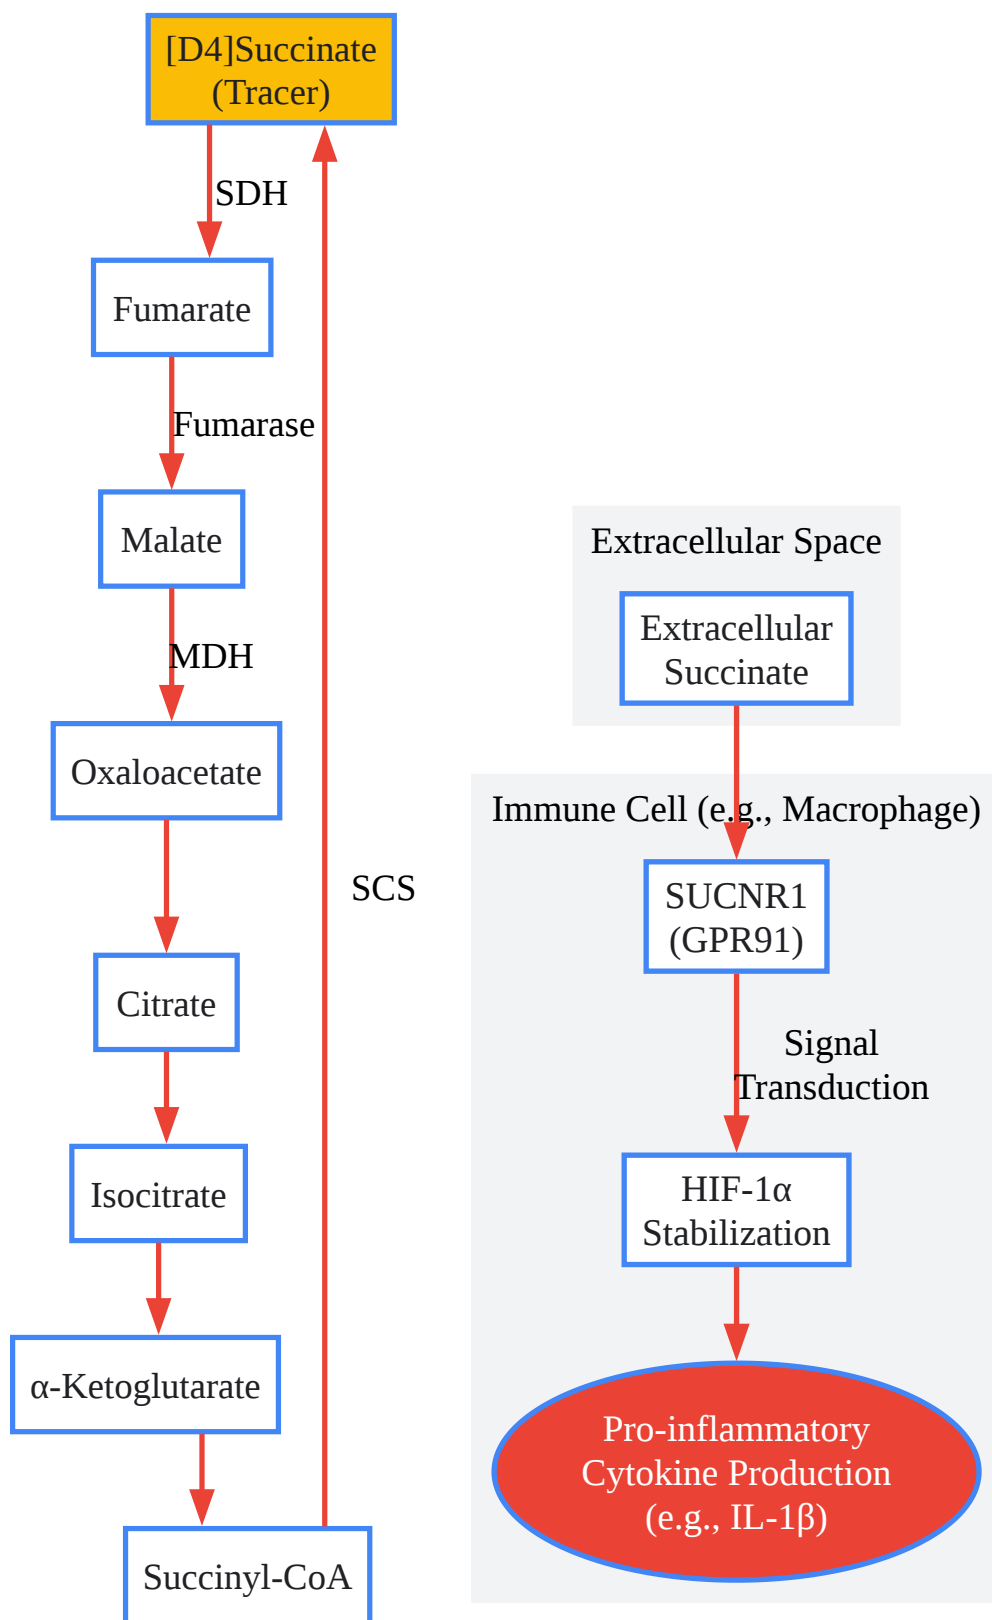 [D4]Succinate
(Tracer)
SDH
Fumarate
Fumarase
Malate
MDH
Oxaloacetate
SCS
Citrate
Isocitrate
α-Ketoglutarate
Succinyl-CoA
Extracellular Space
Extracellular
Succinate
Immune Cell (e.g., Macrophage)
SUCNR1
(GPR91)
Signal
Transduction
HIF-1α
Stabilization
Pro-inflammatory
Cytokine Production
(e.g., IL-1β)